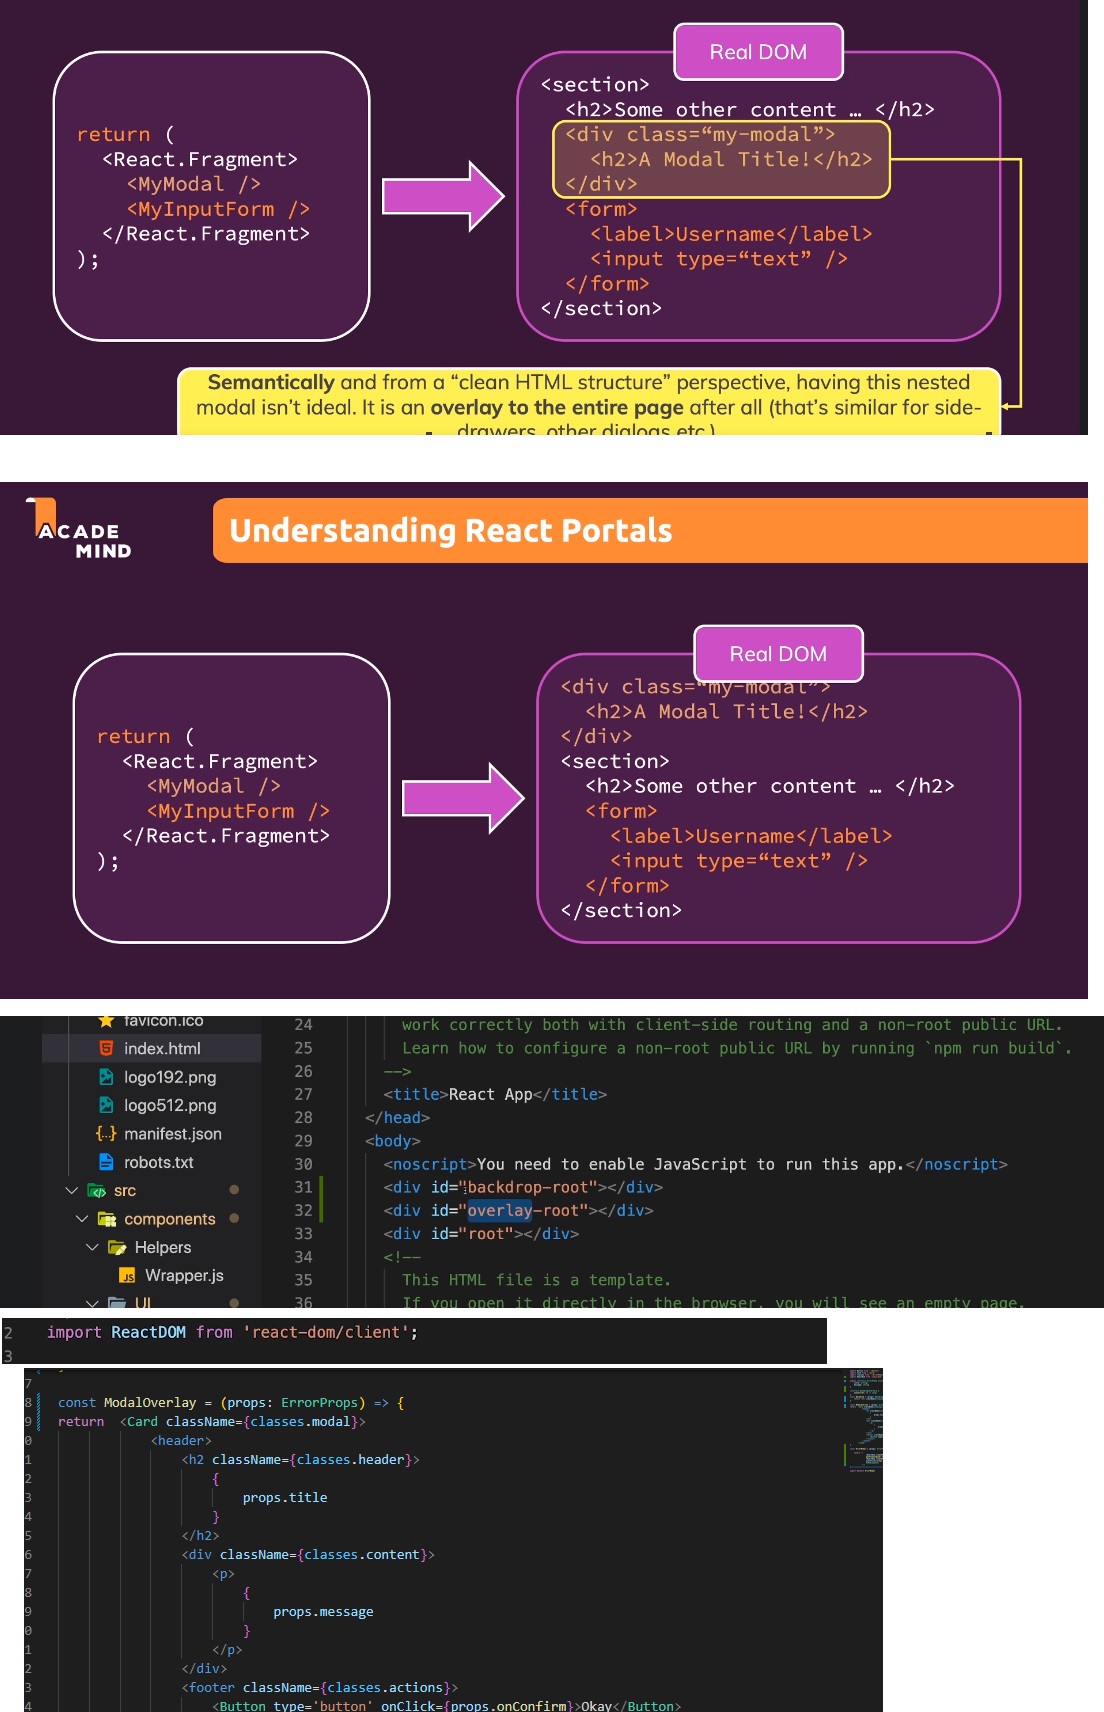 Real DOM
return (
<React.Fragment>
<MyModal />
<MyInputForm />
</React.Fragment>
);
<section>
<h2>Some other content … </h2>
<div class=“my-modal”>
<h2>A Modal Title!</h2>
</div>
<form>
<label>Username</label>
<input type=“text” />
</form>
</section>
Semantically and from a “clean HTML structure” perspective, having this nested
modal isn’t ideal. It is an overlay to the entire page after all (that’s similar for side-
drawers, other dialogs etc.)
ACADE
MIND
Understanding React Portals
Real DOM
return (
<React.Fragment>
<MyModal />
<MyInputForm />
</React.Fragment>
);
<div class=“my-modal”>
<h2>A Modal Title!</h2>
</div>
<section>
<h2>Some other content … </h2>
<form>
<label>Username</label>
<input type=“text” />
</form>
</section>
favicon.ico
index.html
logo192.png
logo512.png
manifest.json
robots.txt
src
components
Helpers
Wrapper.js
UI
24 work correctly both with client-side routing and a non-root public URL.
25 Learn how to configure a non-root public URL by running `npm run build`.
26 -->
27 <title>React App</title>
28 </head>
29 <body>
30 <noscript>You need to enable JavaScript to run this app.</noscript>
31 <div id="backdrop-root"></div>
32 <div id="overlay-root"></div>
33 <div id="root"></div>
34 <!--
35 This HTML file is a template.
36 If you open it directly in the browser, you will see an empty page.
2 import ReactDOM from 'react-dom/client';
3
7
8 const ModalOverlay = (props: ErrorProps) => {
9 return <Card className={classes.modal}>
0 <header>
1 <h2 className={classes.header}>
2 {
3 props.title
4 }
5 </h2>
6 <div className={classes.content}>
7 <p>
8 {
9 props.message
0 }
1 </p>
2 </div>
3 <footer className={classes.actions}>
4 <Button type='button' onClick={props.onConfirm}>Okay</Button>